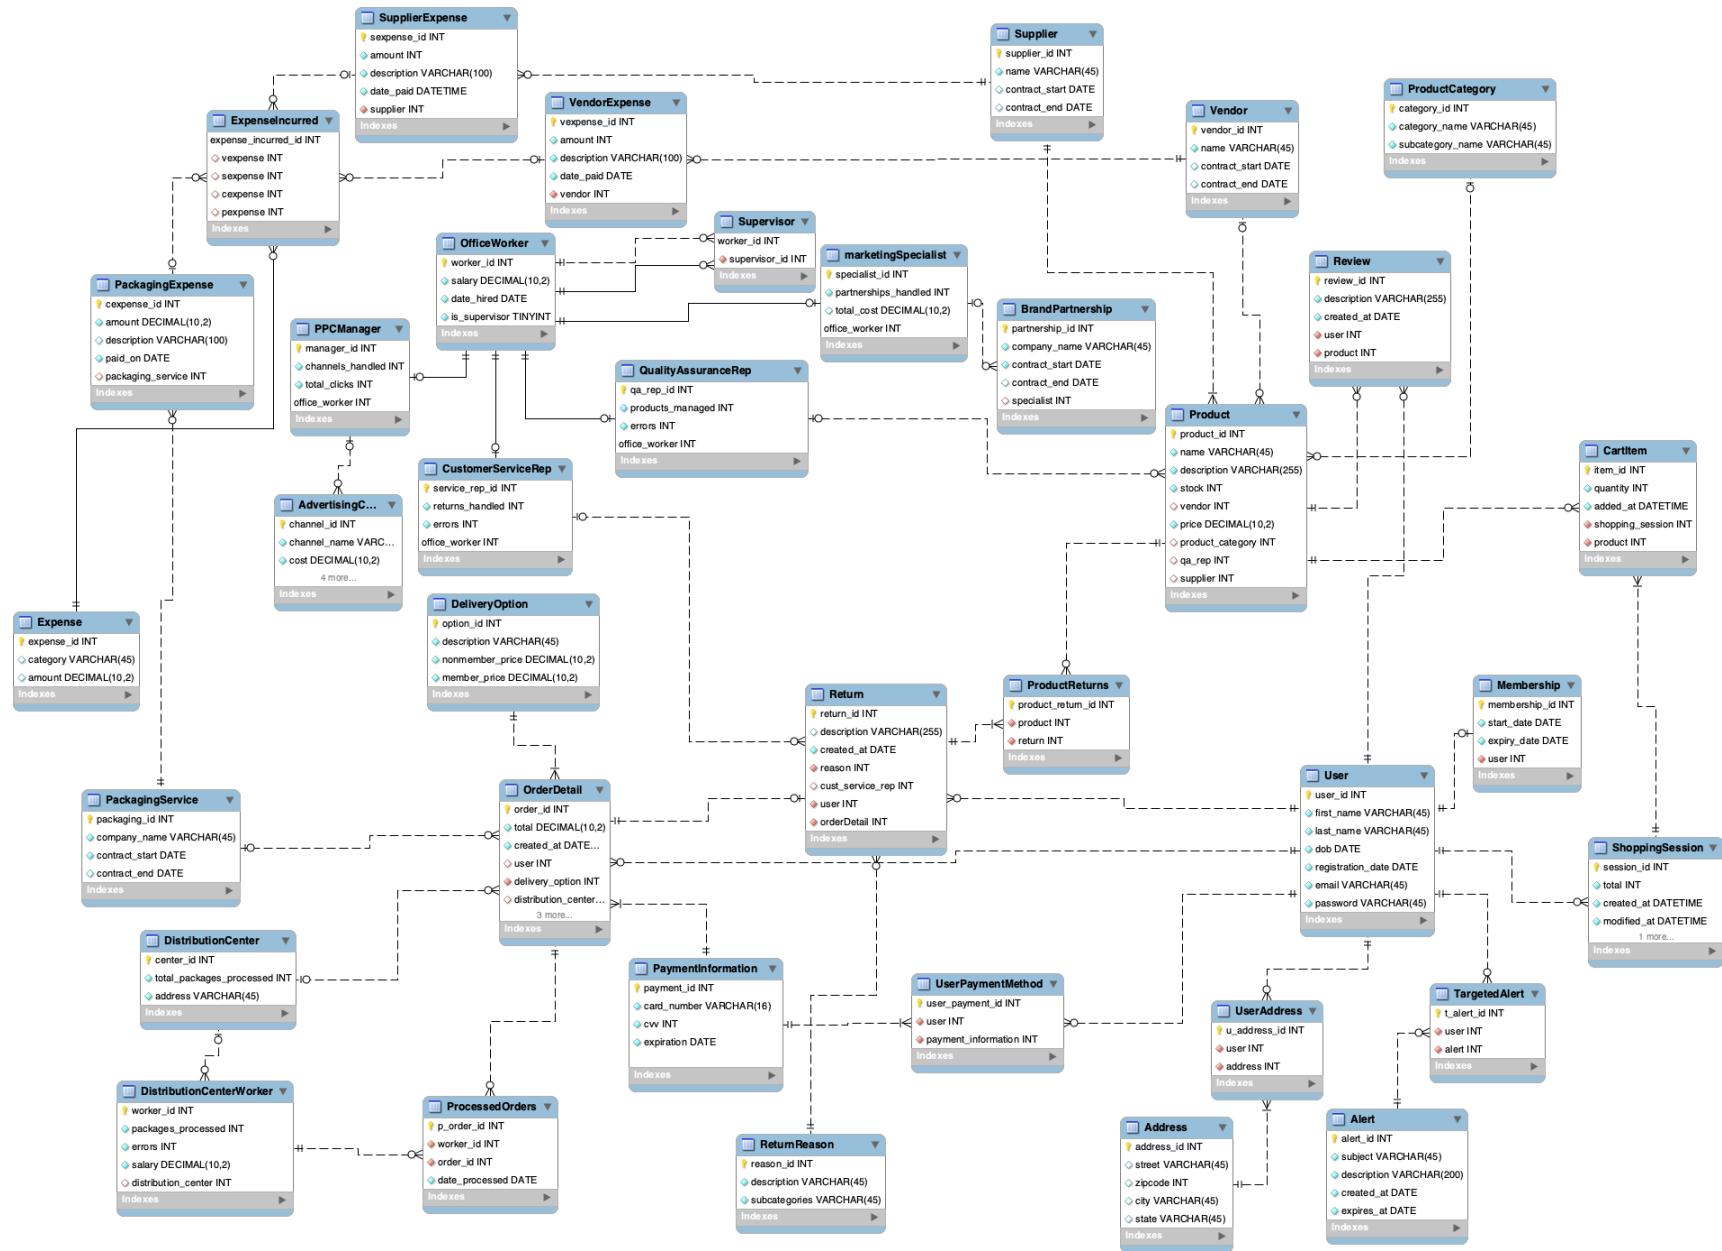 SupplierExpense
sexpense_id INT
amount INT
description VARCHAR(100)
date_paid DATETIME
supplier INT
Indexes
Supplier
supplier_id INT
name VARCHAR(45)
contract_start DATE
contract_end DATE
Indexes
ProductCategory
category_id INT
category_name VARCHAR(45)
subcategory_name VARCHAR(45)
Indexes
VendorExpense
vexpense_id INT
amount INT
description VARCHAR(100)
date_paid DATE
vendor INT
Indexes
Vendor
vendor_id INT
name VARCHAR(45)
contract_start DATE
contract_end DATE
Indexes
ExpenseIncurred
expense_incurred_id INT
vexpense INT
sexpense INT
cexpense INT
pexpense INT
Indexes
Supervisor
worker_id INT
supervisor_id INT
Indexes
OfficeWorker
worker_id INT
salary DECIMAL(10,2)
date_hired DATE
is_supervisor TINYINT
Indexes
marketingSpecialist
specialist_id INT
partnerships_handled INT
total_cost DECIMAL(10,2)
office_worker INT
Indexes
Review
review_id INT
description VARCHAR(255)
created_at DATE
user INT
product INT
Indexes
PackagingExpense
cexpense_id INT
amount DECIMAL(10,2)
description VARCHAR(100)
paid_on DATE
packaging_service INT
Indexes
BrandPartnership
partnership_id INT
company_name VARCHAR(45)
contract_start DATE
contract_end DATE
specialist INT
Indexes
PPCManager
manager_id INT
channels_handled INT
total_clicks INT
office_worker INT
Indexes
QualityAssuranceRep
qa_rep_id INT
products_managed INT
errors INT
office_worker INT
Indexes
Product
product_id INT
name VARCHAR(45)
description VARCHAR(255)
stock INT
vendor INT
price DECIMAL(10,2)
product_category INT
qa_rep INT
supplier INT
Indexes
CartItem
item_id INT
quantity INT
added_at DATETIME
shopping_session INT
product INT
Indexes
CustomerServiceRep
service_rep_id INT
returns_handled INT
errors INT
office_worker INT
Indexes
AdvertisingC...
channel_id INT
channel_name VARC...
cost DECIMAL(10,2)
4 more...
Indexes
DeliveryOption
option_id INT
description VARCHAR(45)
nonmember_price DECIMAL(10,2)
member_price DECIMAL(10,2)
Indexes
Expense
expense_id INT
category VARCHAR(45)
amount DECIMAL(10,2)
Indexes
Return
return_id INT
description VARCHAR(255)
created_at DATE
reason INT
cust_service_rep INT
user INT
orderDetail INT
Indexes
ProductReturns
product_return_id INT
product INT
return INT
Indexes
Membership
membership_id INT
start_date DATE
expiry_date DATE
user INT
Indexes
User
user_id INT
first_name VARCHAR(45)
last_name VARCHAR(45)
dob DATE
registration_date DATE
email VARCHAR(45)
password VARCHAR(45)
Indexes
OrderDetail
order_id INT
total DECIMAL(10,2)
created_at DATE...
user INT
delivery_option INT
distribution_center...
3 more...
Indexes
PackagingService
packaging_id INT
company_name VARCHAR(45)
contract_start DATE
contract_end DATE
Indexes
ShoppingSession
session_id INT
total INT
created_at DATETIME
modified_at DATETIME
1 more...
Indexes
DistributionCenter
center_id INT
total_packages_processed INT
address VARCHAR(45)
Indexes
PaymentInformation
payment_id INT
card_number VARCHAR(16)
cvv INT
expiration DATE
Indexes
UserPaymentMethod
user_payment_id INT
user INT
payment_information INT
Indexes
UserAddress
u_address_id INT
user INT
address INT
Indexes
TargetedAlert
t_alert_id INT
user INT
alert INT
Indexes
DistributionCenterWorker
worker_id INT
packages_processed INT
errors INT
salary DECIMAL(10,2)
distribution_center INT
Indexes
ProcessedOrders
p_order_id INT
worker_id INT
order_id INT
date_processed DATE
Indexes
ReturnReason
reason_id INT
description VARCHAR(45)
subcategories VARCHAR(45)
Indexes
Address
address_id INT
street VARCHAR(45)
zipcode INT
city VARCHAR(45)
state VARCHAR(45)
Indexes
Alert
alert_id INT
subject VARCHAR(45)
description VARCHAR(200)
created_at DATE
expires_at DATE
Indexes